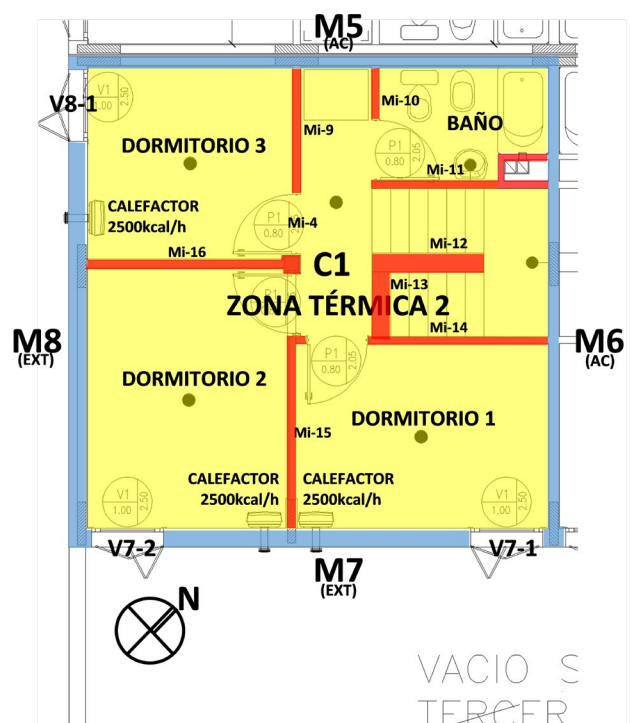 M5
(AC)
V8-1
V1
1.00
2.50
Mi-10
BAÑO
Mi-9
DORMITORIO 3
P1
0.80
2.05
Mi-11
CALEFACTOR
2500kcal/h
P1
0.80
Mi-4
Mi-16
Mi-12
C1
Mi-13
ZONA TÉRMICA 2
P1
Mi-14
M8
(EXT)
M6
(AC)
P1
0.80
2.05
DORMITORIO 2
DORMITORIO 1
Mi-15
CALEFACTOR
2500kcal/h
CALEFACTOR
2500kcal/h
V1
1.00
2.50
V1
1.00
2.50
V7-2
V7-1
M7
(EXT)
N
VACIO S
TERCER